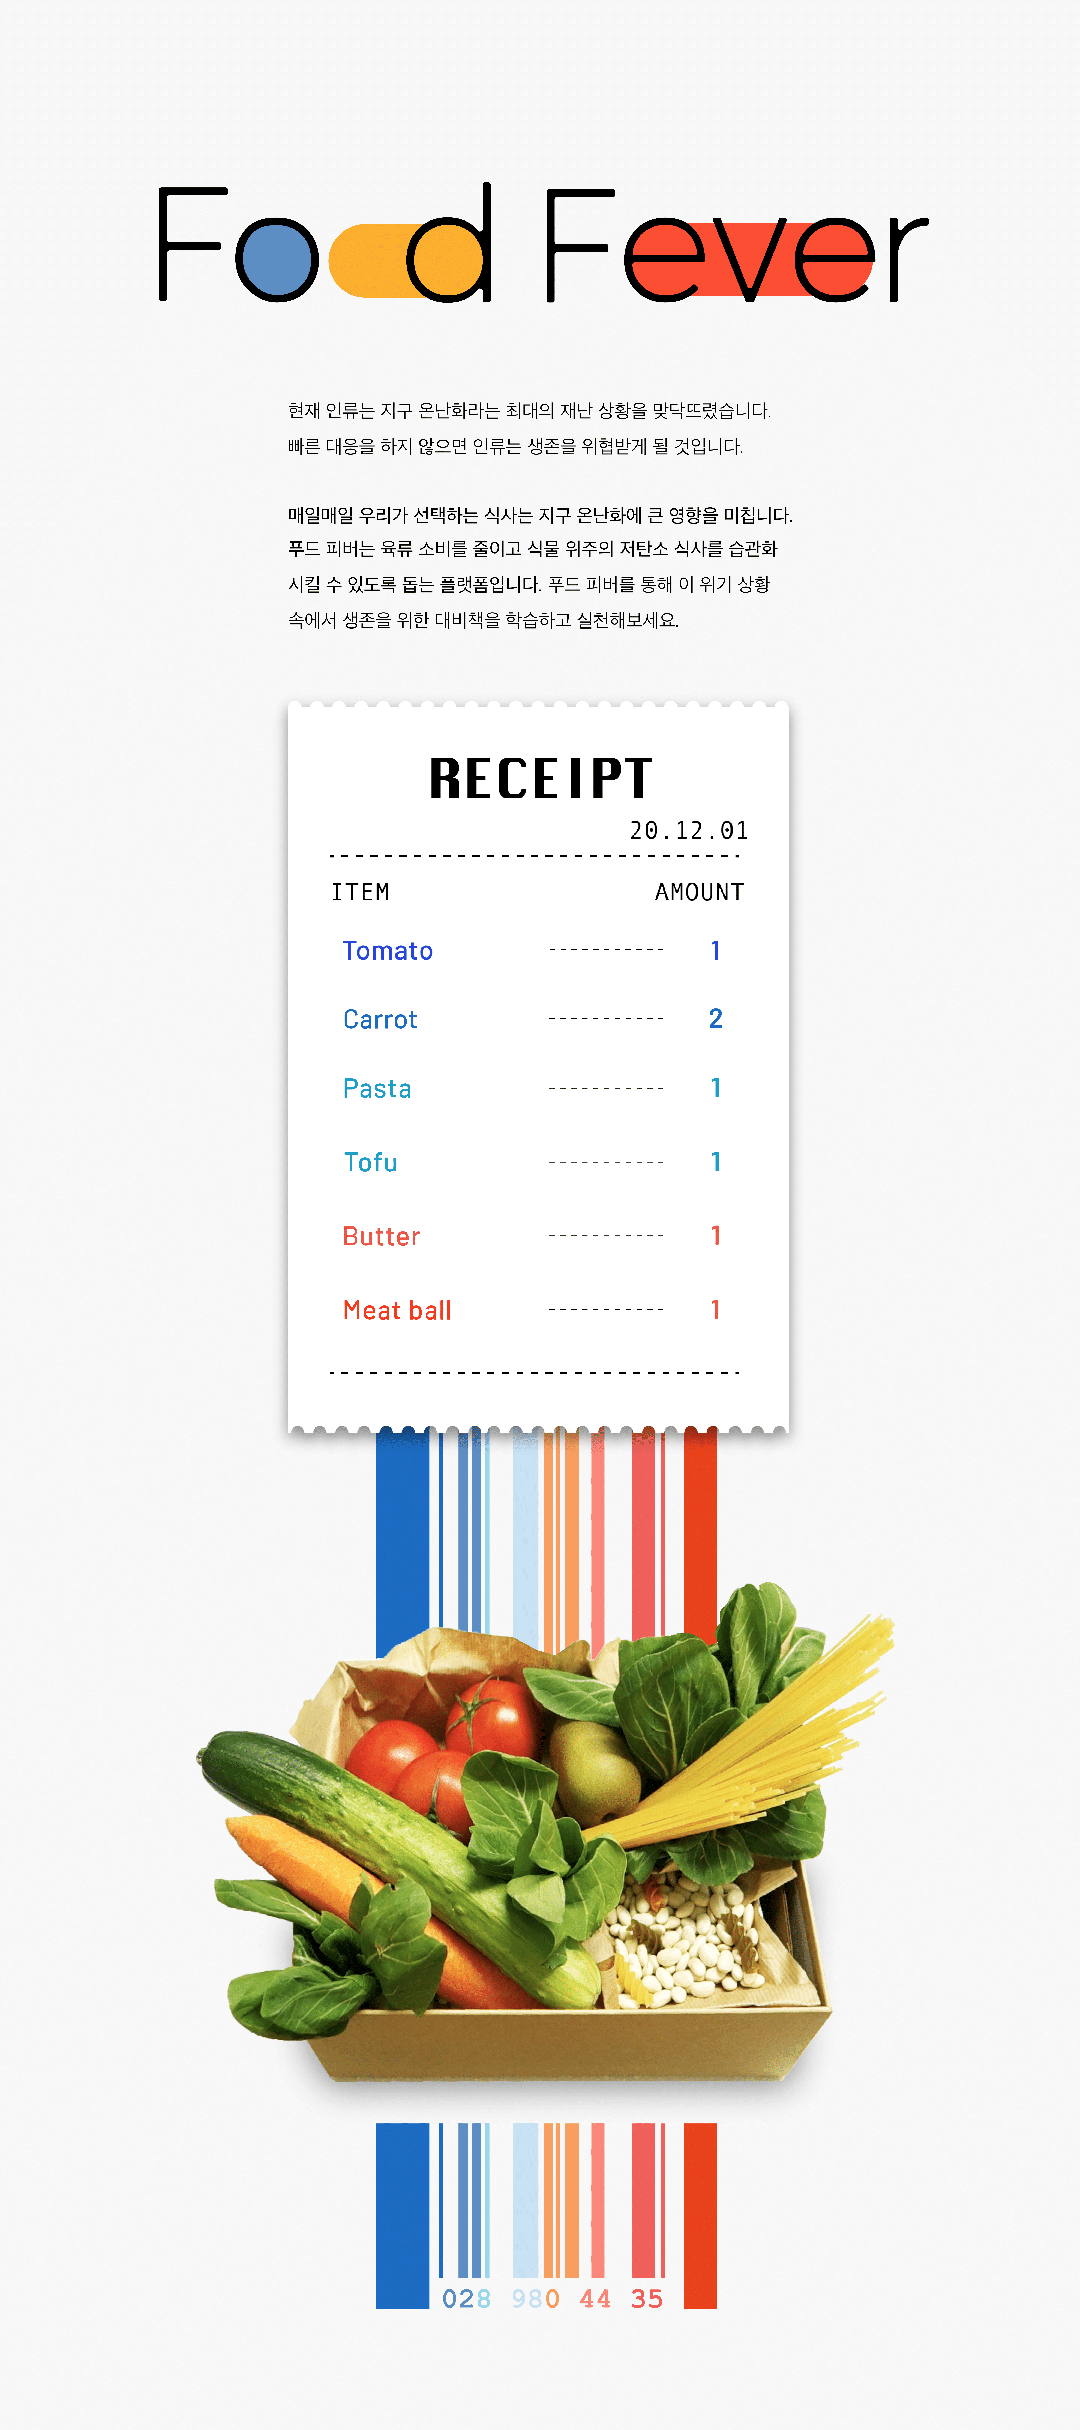 Food Fever
현재 인류는 지구 온난화라는 최대의 재난 상황을 맞닥뜨렸습니다.
빠른 대응을 하지 않으면 인류는 생존을 위협받게 될 것입니다.
매일매일 우리가 선택하는 식사는 지구 온난화에 큰 영향을 미칩니다.
푸드 피버는 육류 소비를 줄이고 식물 위주의 저탄소 식사를 습관화
시킬 수 있도록 돕는 플랫폼입니다. 푸드 피버를 통해 이 위기 상황
속에서 생존을 위한 대비책을 학습하고 실천해보세요.
RECEIPT
20.12.01
ITEM AMOUNT
Tomato 1
Carrot 2
Pasta 1
Tofu 1
Butter 1
Meat ball 1
028 980 44 35